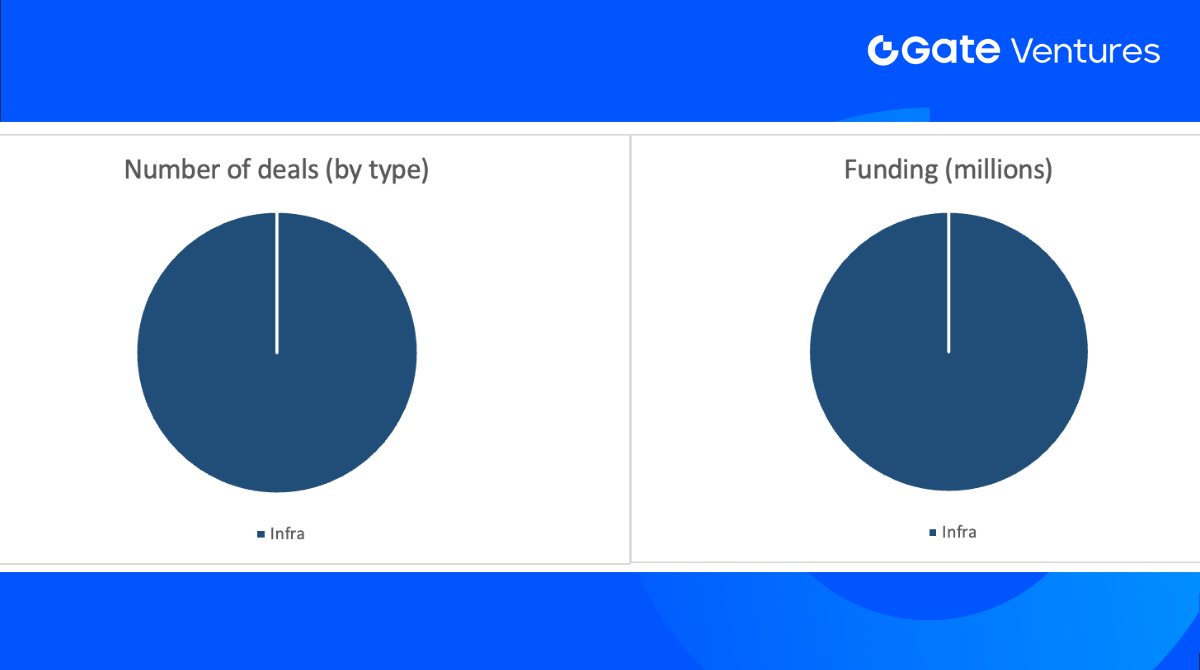 Gate Ventures
Number of deals (by type)
Funding (millions)
Infra
Infra